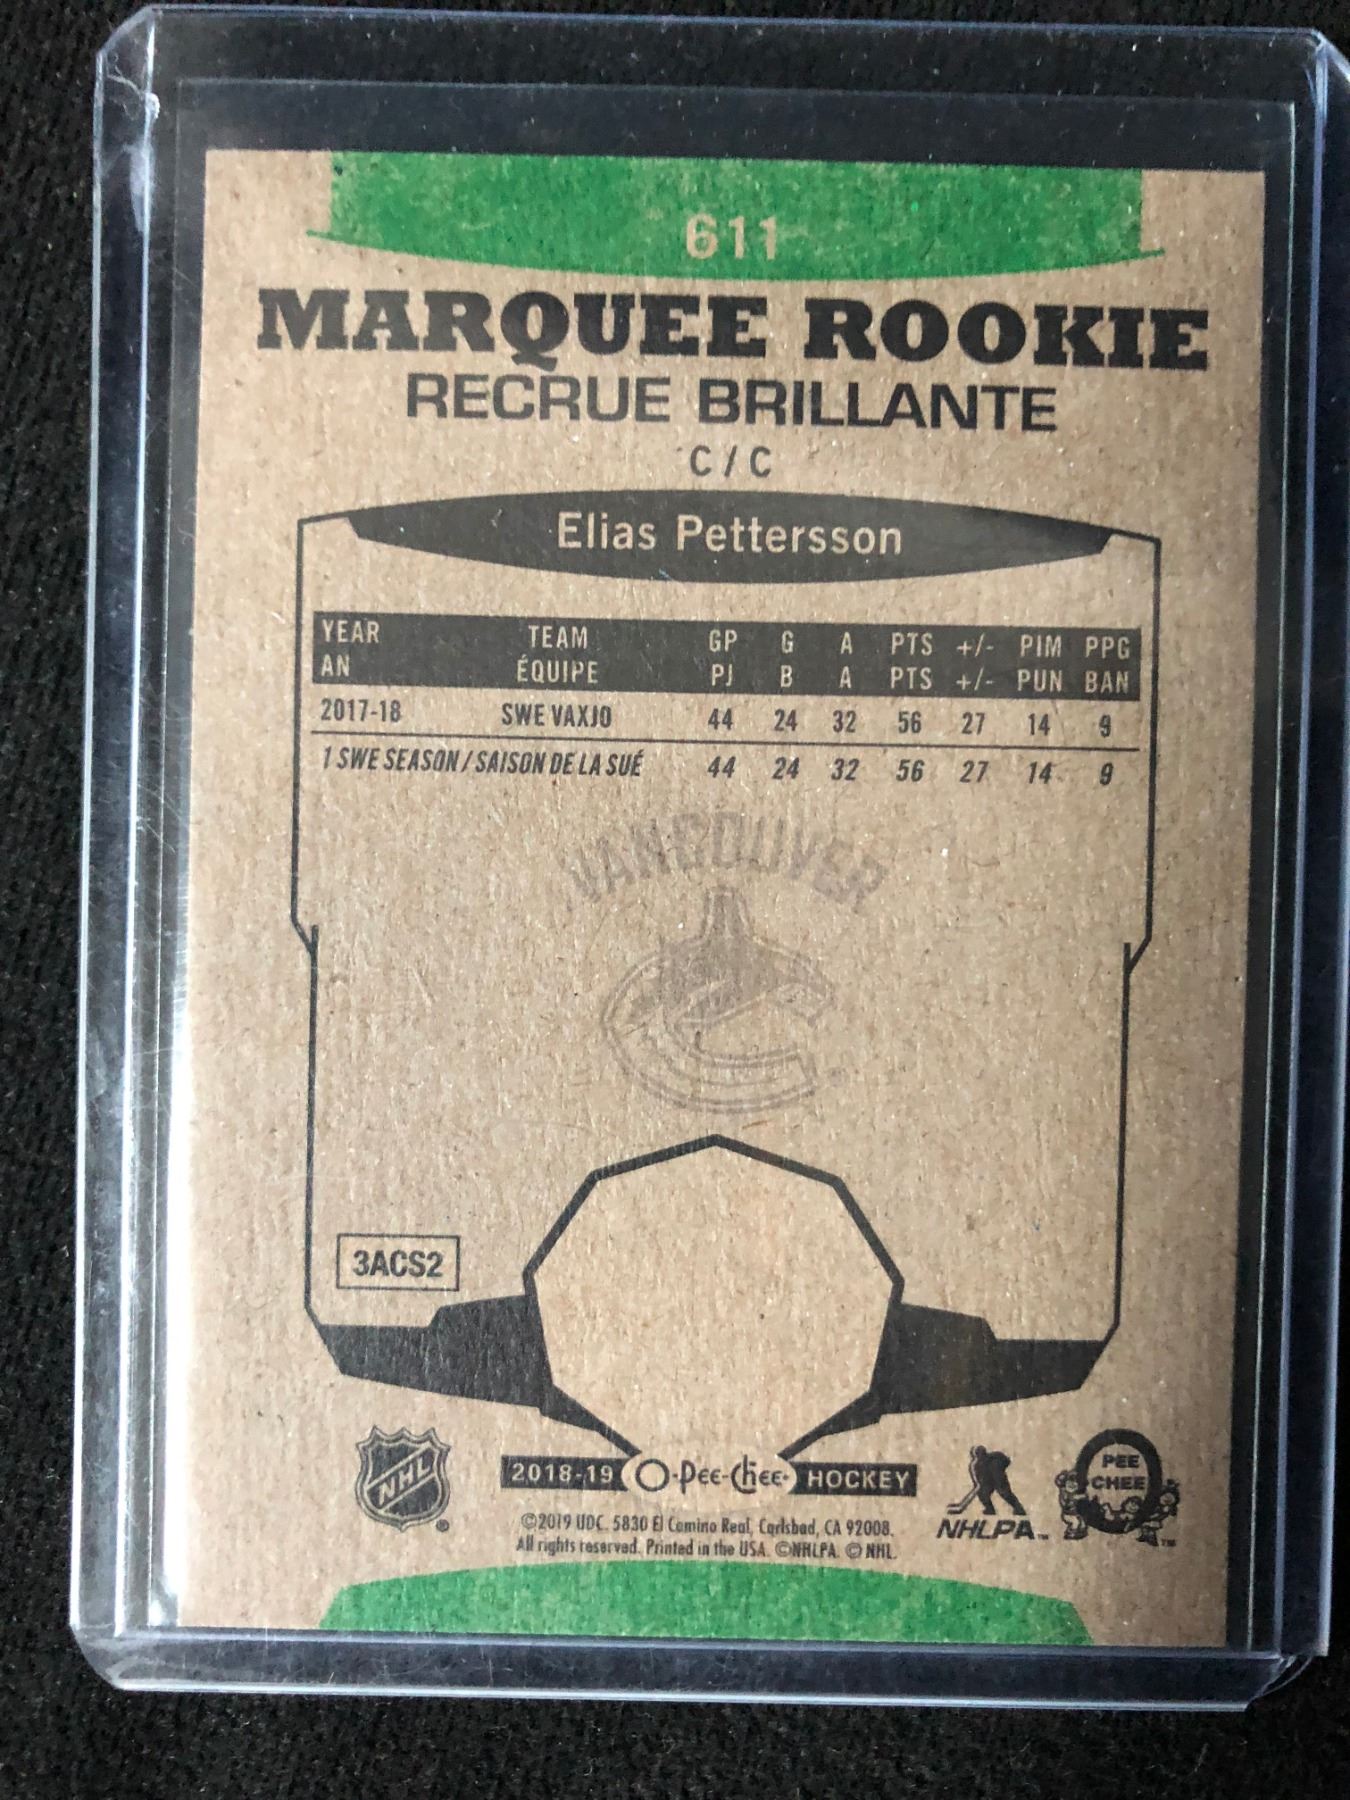 611
MARQUEE ROOKIE
RECRUE BRILLANTE
C / C
Elias Pettersson
YEAR TEAM GP G A PTS +/- PIM PPG
AN ÉQUIPE PJ B A PTS +/- PUN BAN
2017-18 SWE VAXJO 44 24 32 56 27 14 9
1 SWE SEASON / SAISON DE LA SUÉ 44 24 32 56 27 14 9
VANCOUVER
3ACS2
NHL
2018-19 O-Pee-Chee HOCKEY
©2019 UDC. 5830 El Camino Real, Carlsbad, CA 92008.
All rights reserved. Printed in the USA. ©NHLPA. © NHL.
NHLPA™
O PEE CHEE™